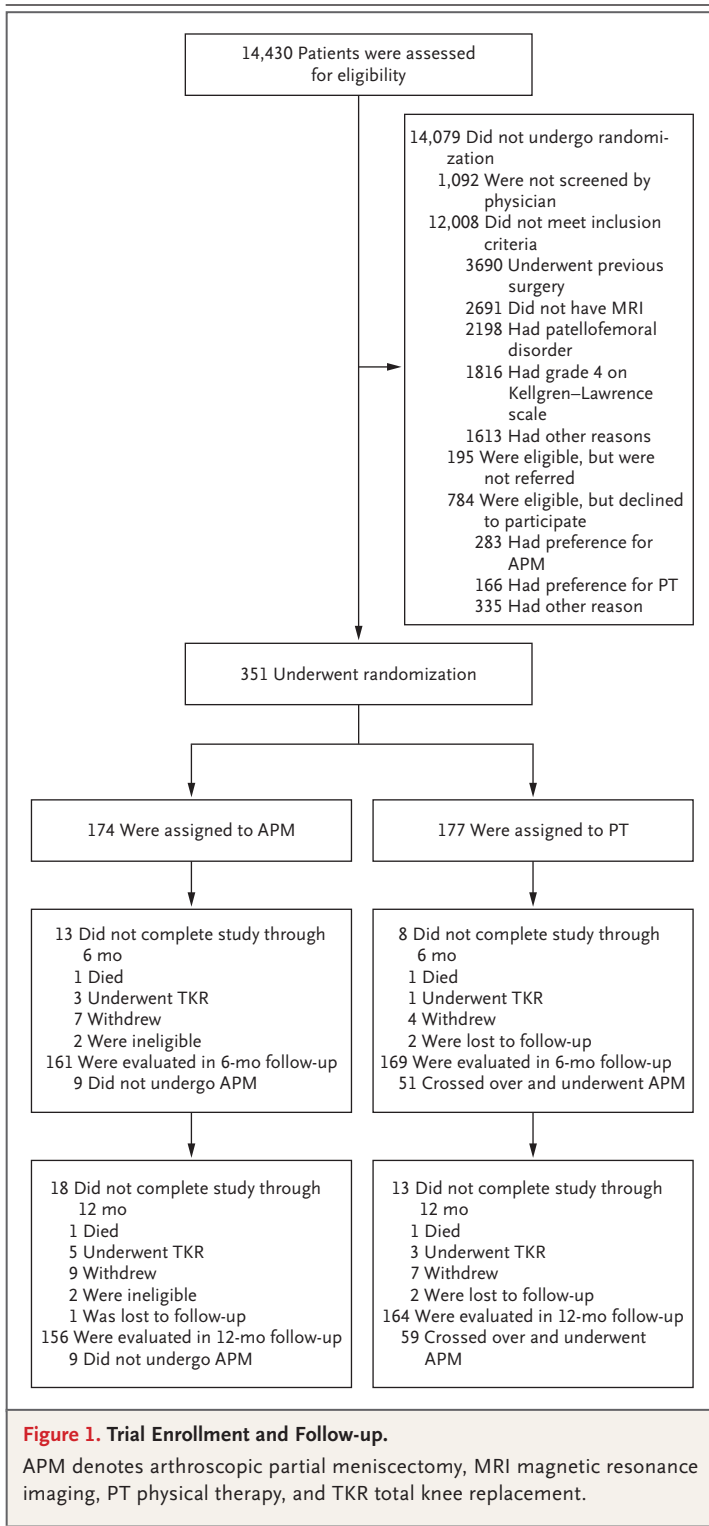 14,430 Patients were assessed
for eligibility
14,079 Did not undergo randomi-
zation
1,092 Were not screened by
physician
12,008 Did not meet inclusion
criteria
3690 Underwent previous
surgery
2691 Did not have MRI
2198 Had patellofemoral
disorder
1816 Had grade 4 on
Kellgren–Lawrence
scale
1613 Had other reasons
195 Were eligible, but were
not referred
784 Were eligible, but declined
to participate
283 Had preference for
APM
166 Had preference for PT
335 Had other reason
351 Underwent randomization
174 Were assigned to APM
177 Were assigned to PT
13 Did not complete study through
6 mo
1 Died
3 Underwent TKR
7 Withdrew
2 Were ineligible
161 Were evaluated in 6-mo follow-up
9 Did not undergo APM
8 Did not complete study through
6 mo
1 Died
1 Underwent TKR
4 Withdrew
2 Were lost to follow-up
169 Were evaluated in 6-mo follow-up
51 Crossed over and underwent APM
18 Did not complete study through
12 mo
1 Died
5 Underwent TKR
9 Withdrew
2 Were ineligible
1 Was lost to follow-up
156 Were evaluated in 12-mo follow-up
9 Did not undergo APM
13 Did not complete study through
12 mo
1 Died
3 Underwent TKR
7 Withdrew
2 Were lost to follow-up
164 Were evaluated in 12-mo follow-up
59 Crossed over and underwent
APM
Figure 1. Trial Enrollment and Follow-up.
APM denotes arthroscopic partial meniscectomy, MRI magnetic resonance
imaging, PT physical therapy, and TKR total knee replacement.